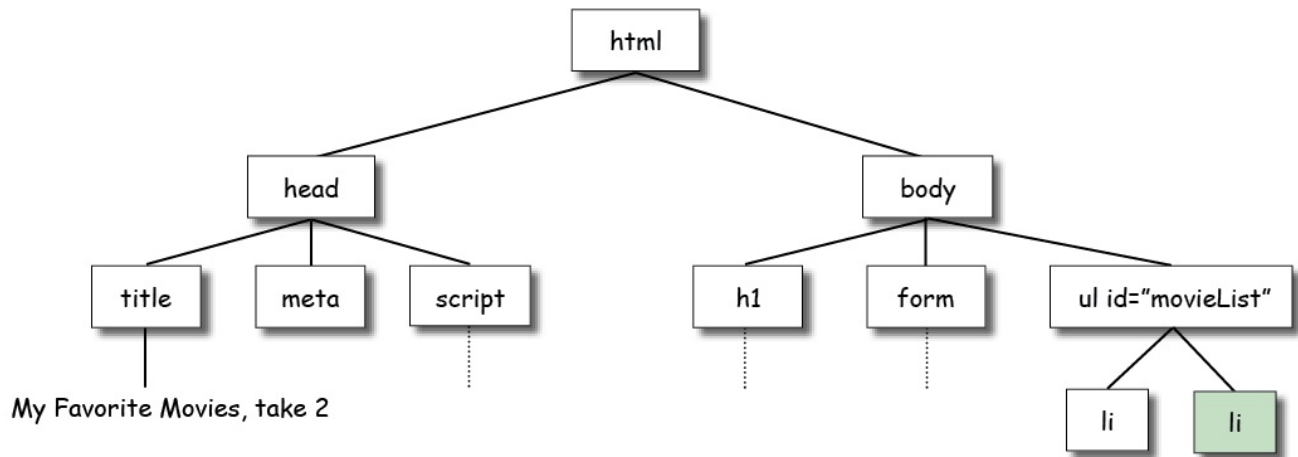 html
head
body
title
meta
script
h1
form
ul id=”movieList”
My Favorite Movies, take 2
li
li